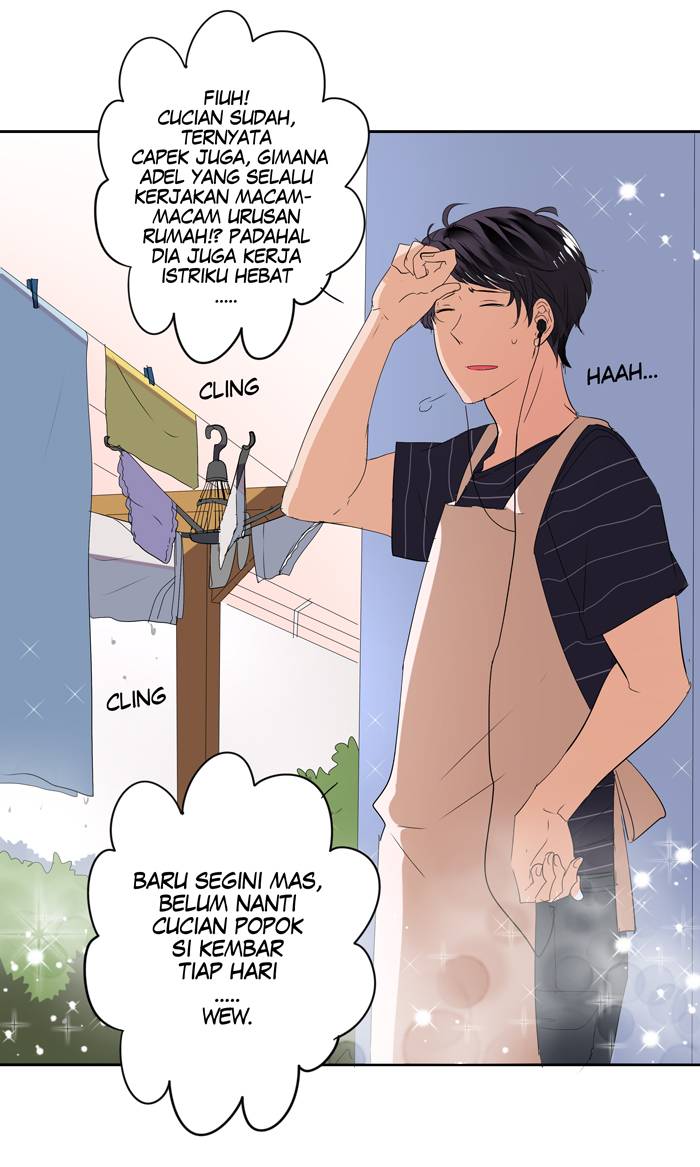 FIUH!
CUCIAN SUDAH,
TERNYATA
CAPEK JUGA, GIMANA
ADEL YANG SELALU
KERJAKAN MACAM-
MACAM URUSAN
RUMAH!? PADAHAL
DIA JUGA KERJA
ISTRIKU HEBAT
.....
CLING
HAAH...
CLING
BARU SEGINI MAS,
BELUM NANTI
CUCIAN POPOK
SI KEMBAR
TIAP HARI
.....
WEW.